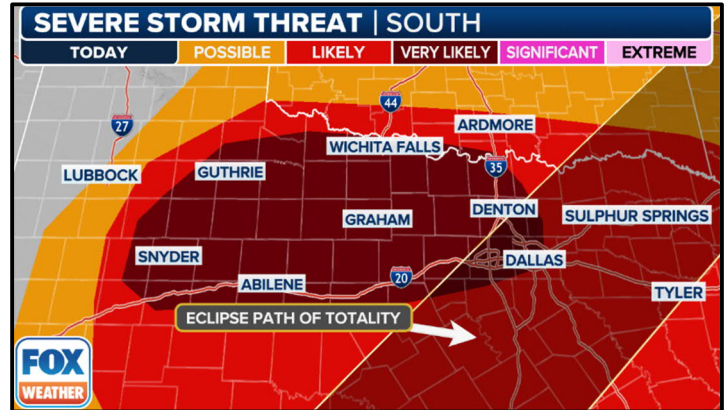 SEVERE STORM THREAT | SOUTH
TODAY POSSIBLE LIKELY VERY LIKELY SIGNIFICANT EXTREME
44
27
ARDMORE
WICHITA FALLS
35
LUBBOCK
GUTHRIE
DENTON
SULPHUR SPRINGS
GRAHAM
SNYDER
DALLAS
ABILENE
20
TYLER
ECLIPSE PATH OF TOTALITY
FOX
WEATHER